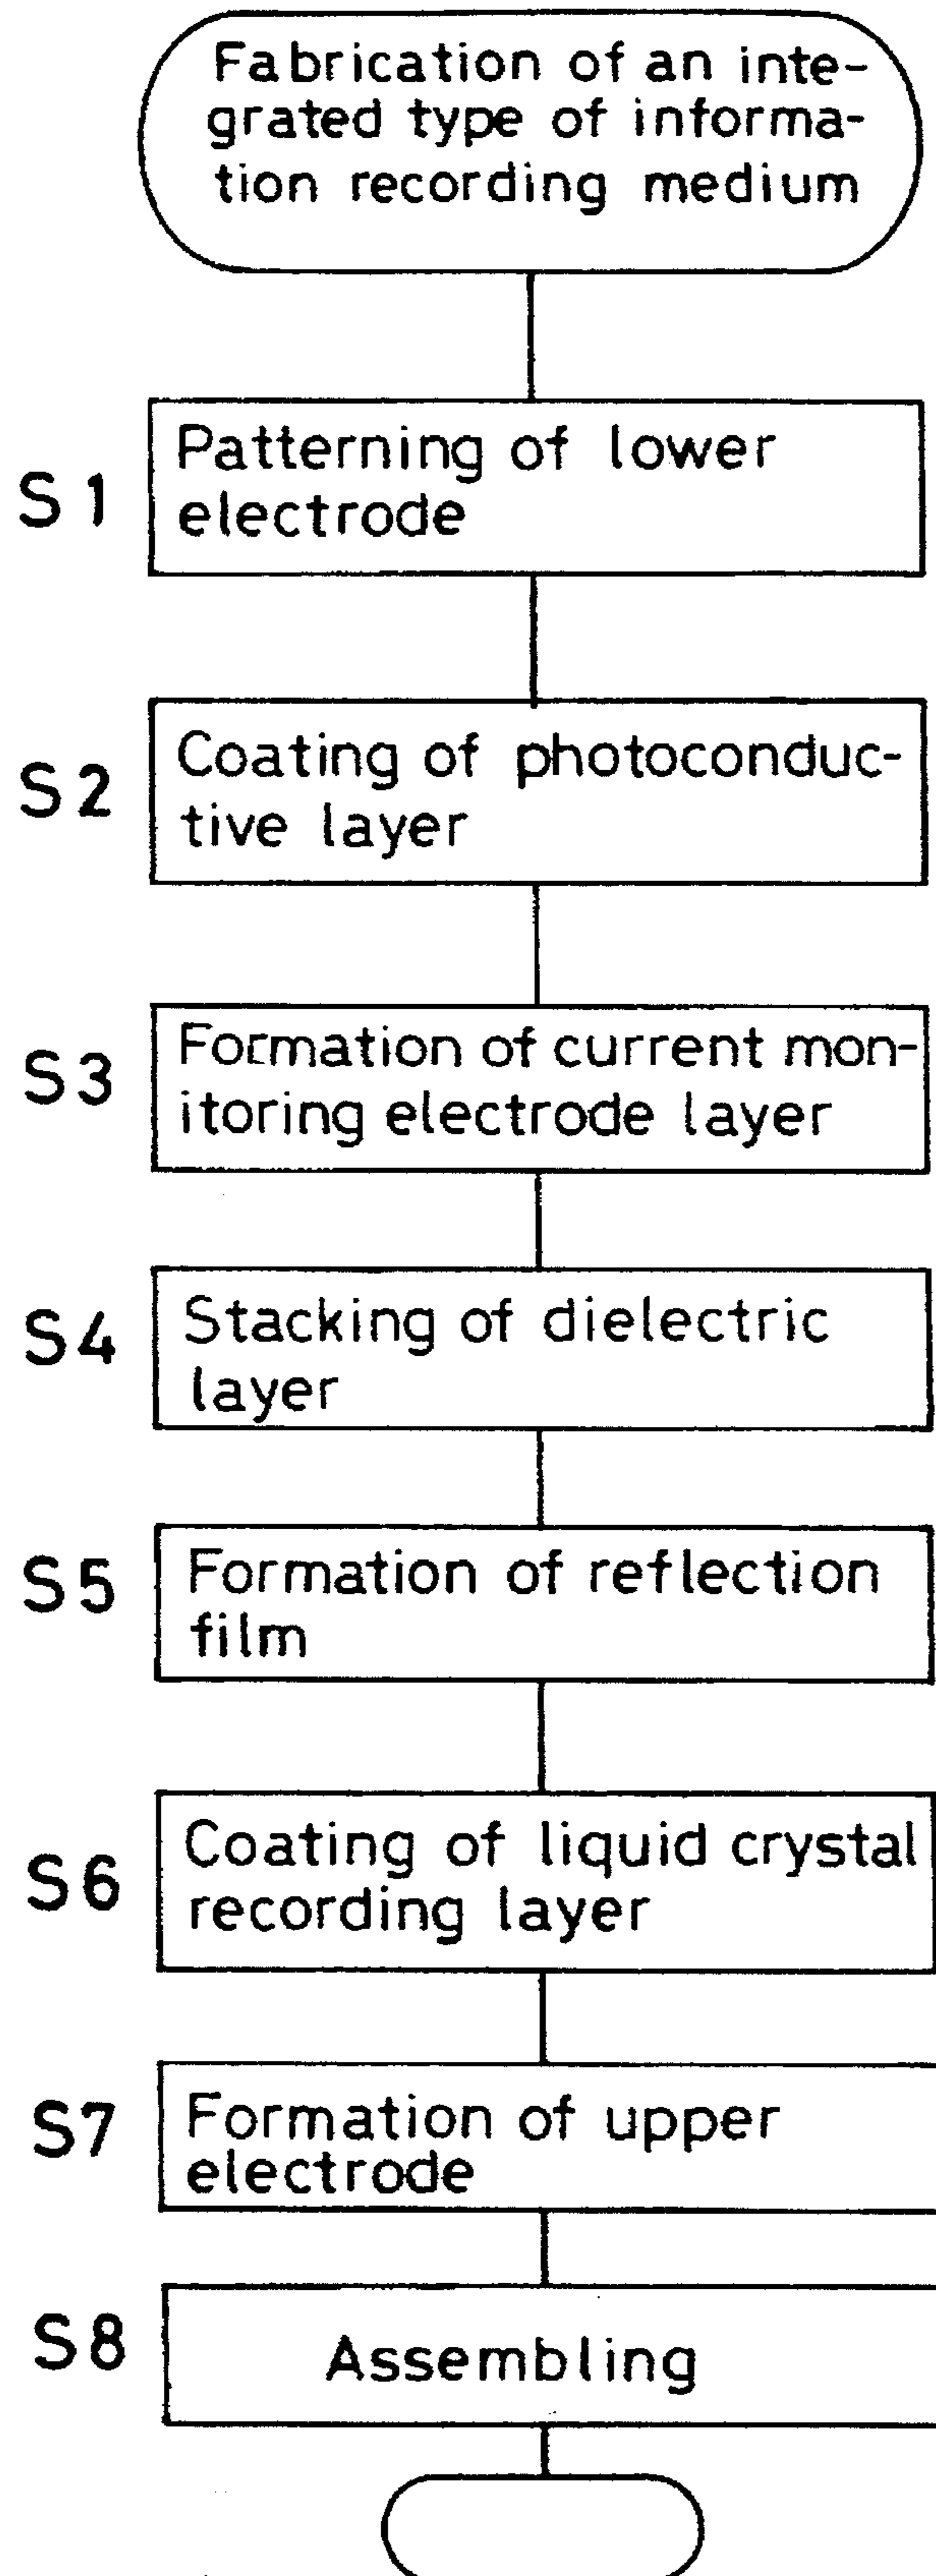 Fabrication of an inte-
grated type of informa-
tion recording medium
S1
Patterning of lower
electrode
S2
Coating of photoconduc-
tive layer
S3
Formation of current mon-
itoring electrode layer
S4
Stacking of dielectric
layer
S5
Formation of reflection
film
S6
Coating of liquid crystal
recording layer
S7
Formation of upper
electrode
S8
Assembling